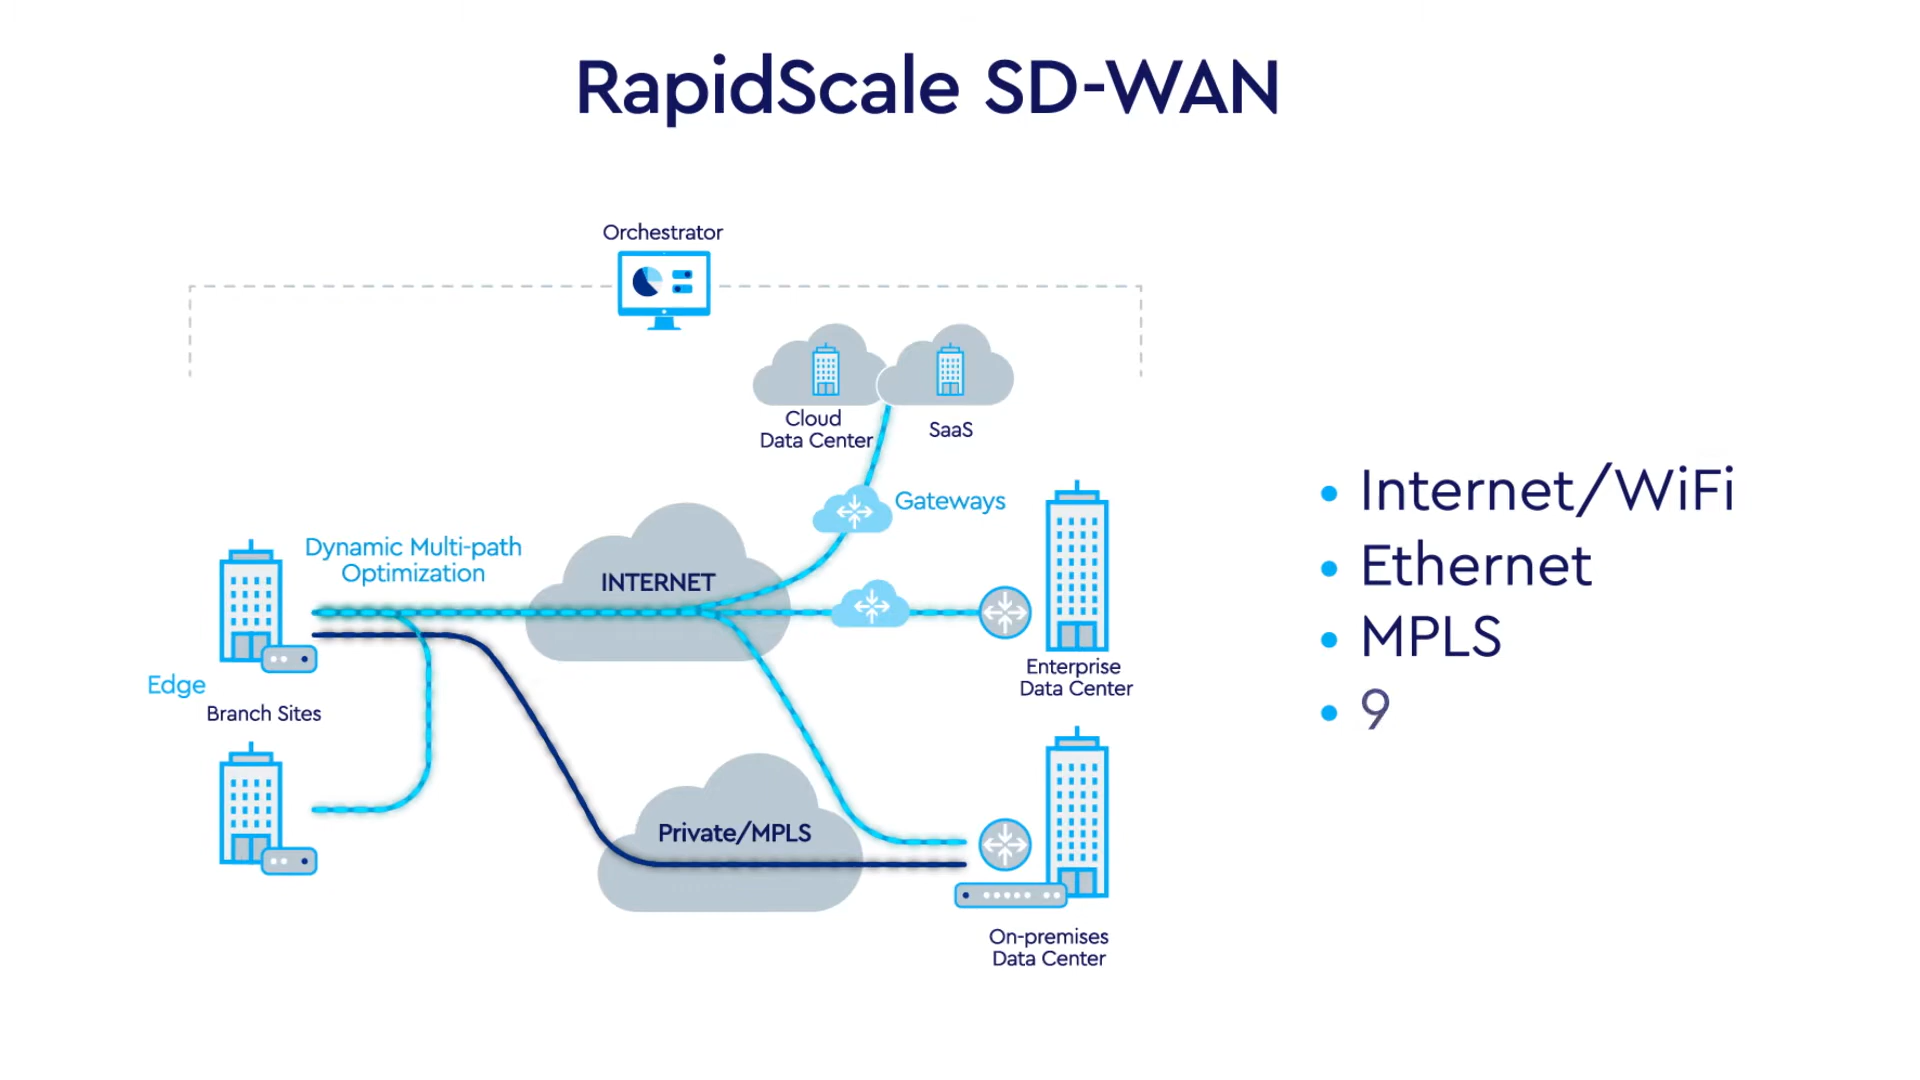 RapidScale SD-WAN
Orchestrator
Cloud
Data Center
SaaS
Gateways
Dynamic Multi-path
Optimization
INTERNET
Enterprise
Data Center
Edge
Branch Sites
Private/MPLS
On-premises
Data Center
Internet/WiFi
Ethernet
MPLS
9